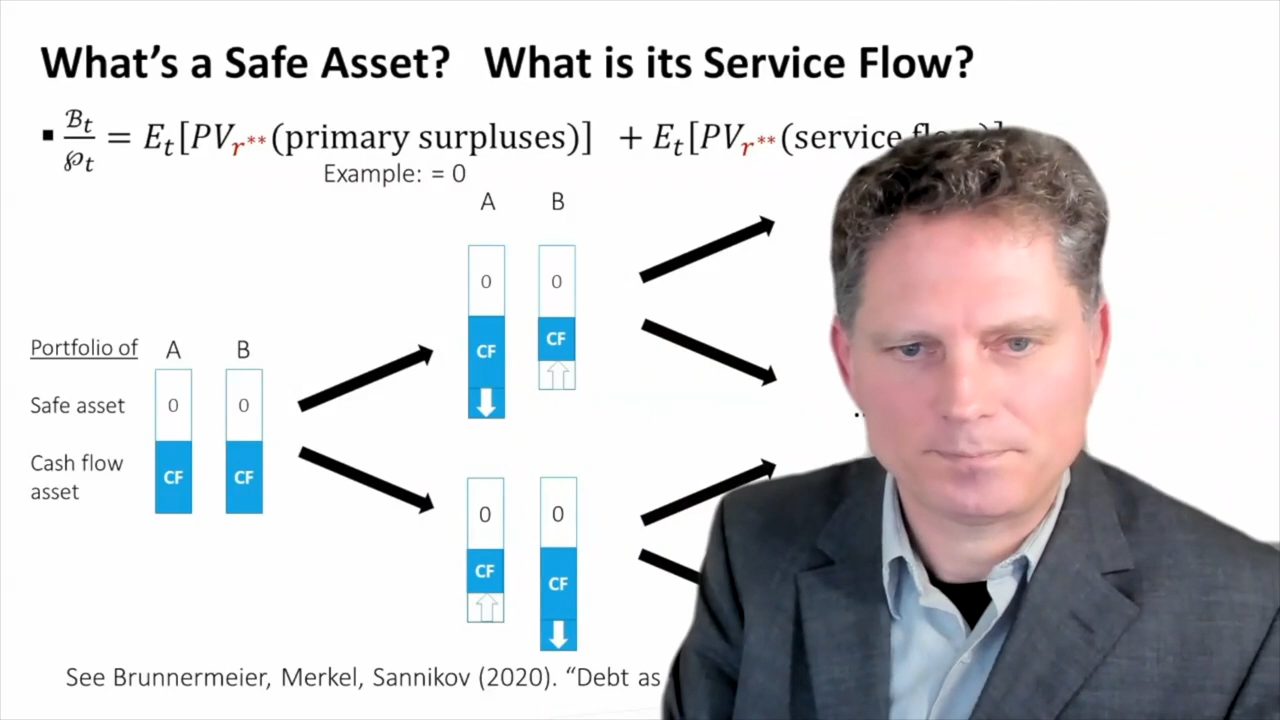 What's a Safe Asset? What is its Service Flow?
▪ ℬₜ/℘ₜ = Eₜ[PVᵣ**(primary surpluses)] + Eₜ[PVᵣ**(service
Example: = 0
A B
0 0
CF CF
Portfolio of A B
Safe asset 0 0
Cash flow asset CF CF
0 0
CF CF
See Brunnermeier, Merkel, Sannikov (2020). “Debt as